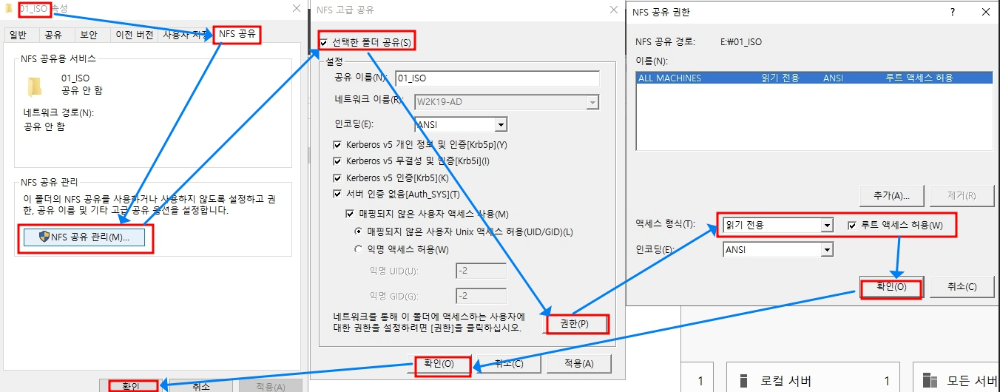 01_ISO 속성
일반
공유
보안
이전 버전
사용자 지정
NFS 공유
NFS 공유용 서비스
01_ISO
공유 안 함
네트워크 경로(N):
공유 안 함
NFS 공유 관리
이 폴더의 NFS 공유를 사용하거나 사용하지 않도록 설정하고 권
한, 공유 이름 및 기타 고급 공유 옵션을 설정합니다.
NFS 공유 관리(M)...
확인
취소
적용(A)
NFS 고급 공유
선택한 폴더 공유(S)
설정
공유 이름(N):
01_ISO
네트워크 이름(R):
W2K19-AD
인코딩(E):
ANSI
Kerberos v5 개인 정보 및 인증[Krb5p](Y)
Kerberos v5 무결성 및 인증[Krb5i](I)
Kerberos v5 인증[Krb5](K)
서버 인증 없음[Auth_SYS](T)
매핑되지 않은 사용자 액세스 사용(M)
매핑되지 않은 사용자 Unix 액세스 허용(UID/GID)(L)
익명 액세스 허용(W)
익명 UID(U):
-2
익명 GID(G):
-2
네트워크를 통해 이 폴더에 액세스하는 사용자에
대한 권한을 설정하려면 [권한]을 클릭하십시오.
권한(P)
확인(O)
취소(C)
적용(A)
NFS 공유 권한
?
NFS 공유 경로:
E:₩01_ISO
이름(N):
ALL MACHINES 읽기 전용 ANSI 루트 액세스 허용
추가(A)...
제거(R)
액세스 형식(T):
읽기 전용
루트 액세스 허용(W)
인코딩(E):
ANSI
확인(O)
취소(C)
1
로컬 서버
1
모든 서버